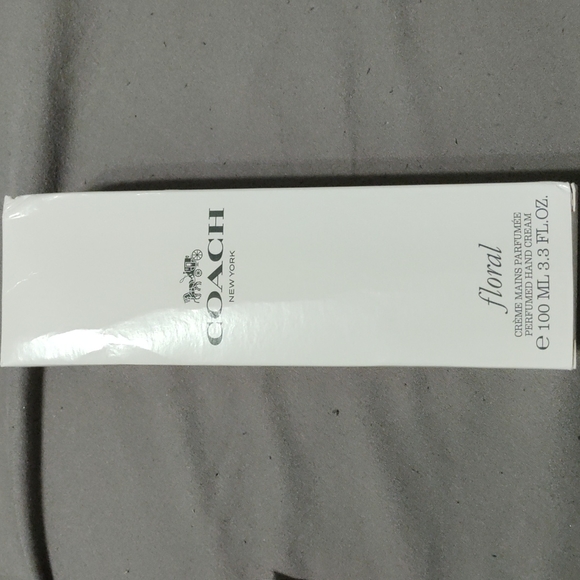 COACH
NEW YORK
floral
CRÈME MAINS PARFUMÉE
PERFUMED HAND CREAM
℮ 100 ML 3.3 FL.OZ.